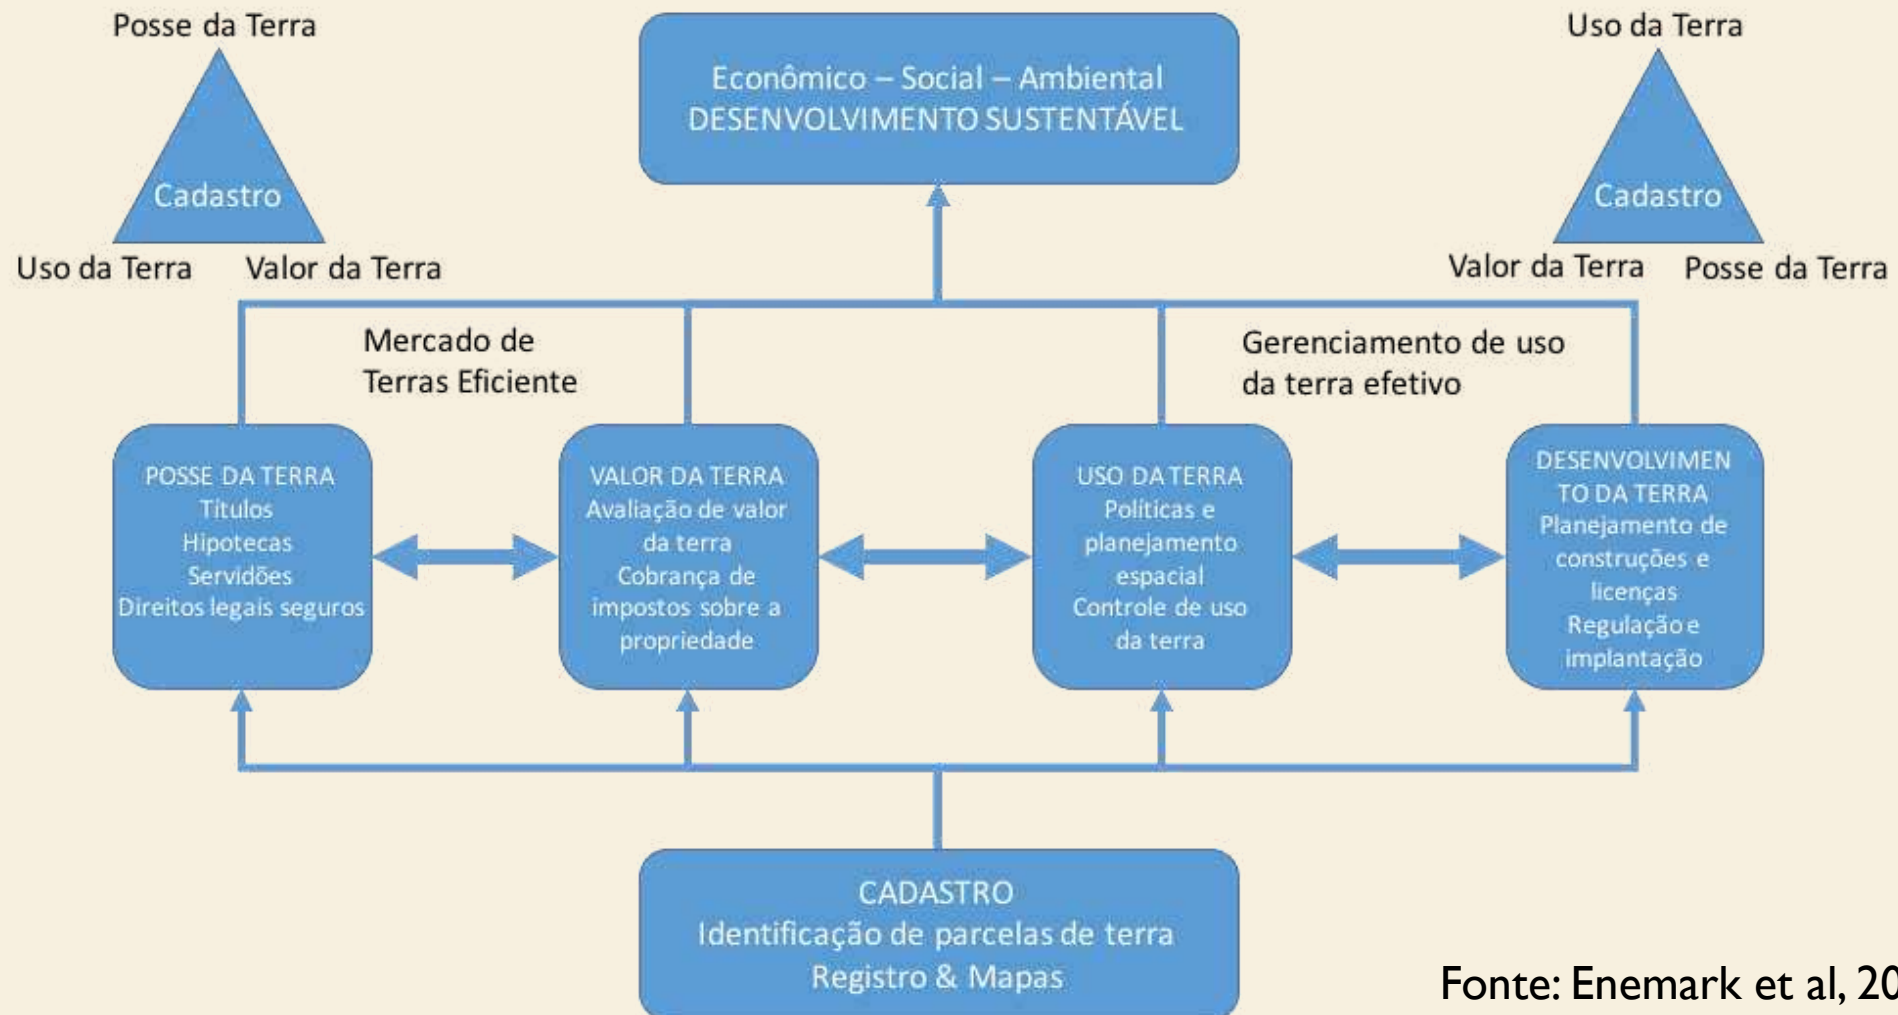 Posse da Terra
Cadastro
Uso da Terra
Valor da Terra
Econômico – Social – Ambiental
DESENVOLVIMENTO SUSTENTÁVEL
Uso da Terra
Cadastro
Valor da Terra
Posse da Terra
Mercado de
Terras Eficiente
Gerenciamento de uso
da terra efetivo
POSSE DA TERRA
Títulos
Hipotecas
Servidões
Direitos legais seguros
VALOR DA TERRA
Avaliação de valor
da terra
Cobrança de
impostos sobre a
propriedade
USO DA TERRA
Políticas e
planejamento
espacial
Controle de uso
da terra
DESENVOLVIMEN
TO DA TERRA
Planejamento de
construções e
licenças
Regulação e
implantação
CADASTRO
Identificação de parcelas de terra
Registro & Mapas
Fonte: Enemark et al, 20